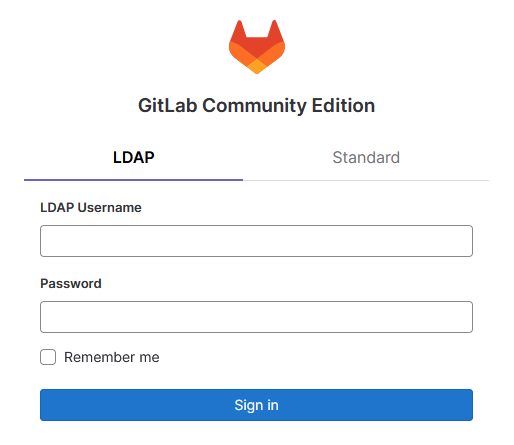 GitLab Community Edition
LDAP Standard
LDAP Username
Password
Remember me
Sign in